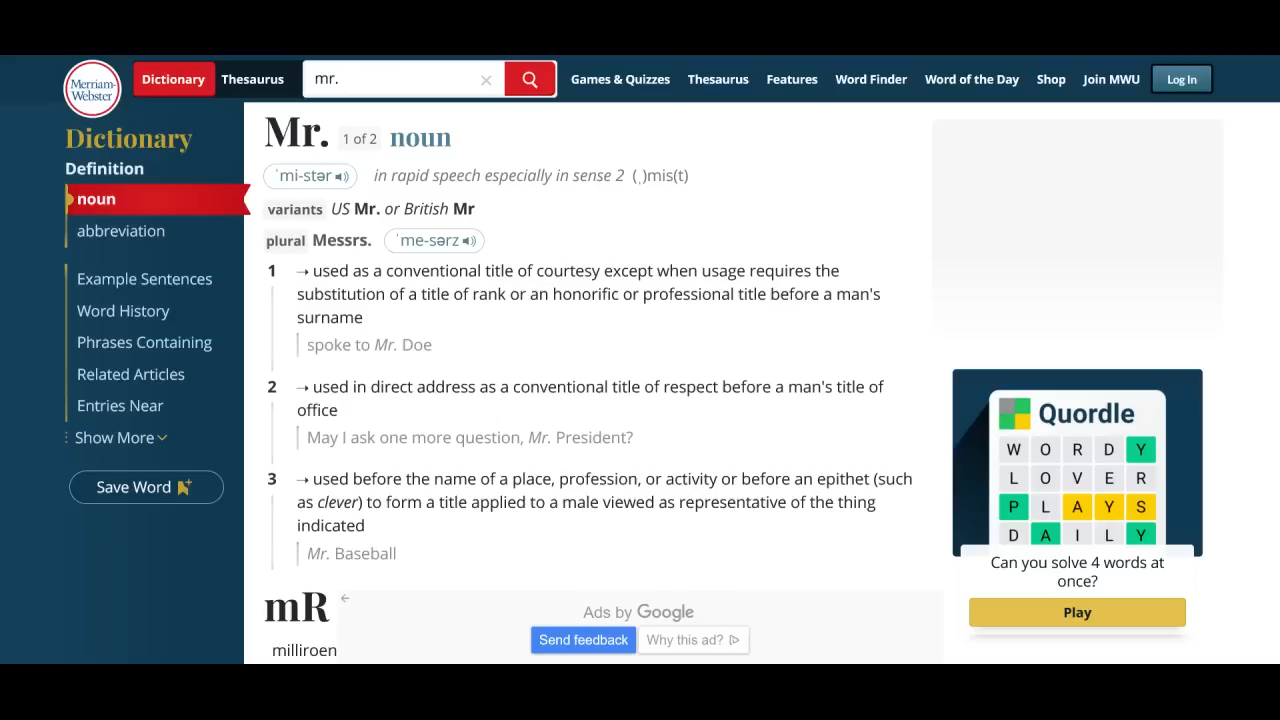 Merriam-
Webster
Dictionary Thesaurus mr. Games & Quizzes Thesaurus Features Word Finder Word of the Day Shop Join MWU Log In
Dictionary
Definition
noun
abbreviation
Example Sentences
Word History
Phrases Containing
Related Articles
Entries Near
Show More
Save Word
Mr. 1 of 2 noun
ˈmi-stər in rapid speech especially in sense 2 (ˌ)mis(t)
variants US Mr. or British Mr
plural Messrs. ˈme-sərz
1 → used as a conventional title of courtesy except when usage requires the
substitution of a title of rank or an honorific or professional title before a man's
surname
spoke to Mr. Doe
2 → used in direct address as a conventional title of respect before a man's title of
office
May I ask one more question, Mr. President?
3 → used before the name of a place, profession, or activity or before an epithet (such
as clever) to form a title applied to a male viewed as representative of the thing
indicated
Mr. Baseball
mR
milliroen
Ads by Google
Send feedback Why this ad?
Quordle
W O R D Y
L O V E R
P L A Y S
D A I L Y
Can you solve 4 words at
once?
Play